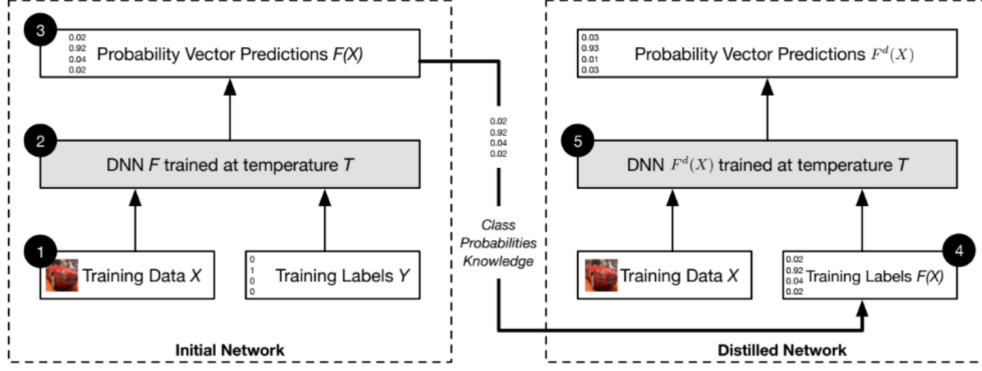 3
0.02
0.92
0.04
0.02
Probability Vector Predictions F(X)
2
DNN F trained at temperature T
1
Training Data X
0
1
0
0
Training Labels Y
Initial Network
0.02
0.92
0.04
0.02
Class
Probabilities
Knowledge
0.03
0.93
0.01
0.03
Probability Vector Predictions F^d(X)
5
DNN F^d(X) trained at temperature T
Training Data X
4
0.02
0.92
0.04
0.02
Training Labels F(X)
Distilled Network